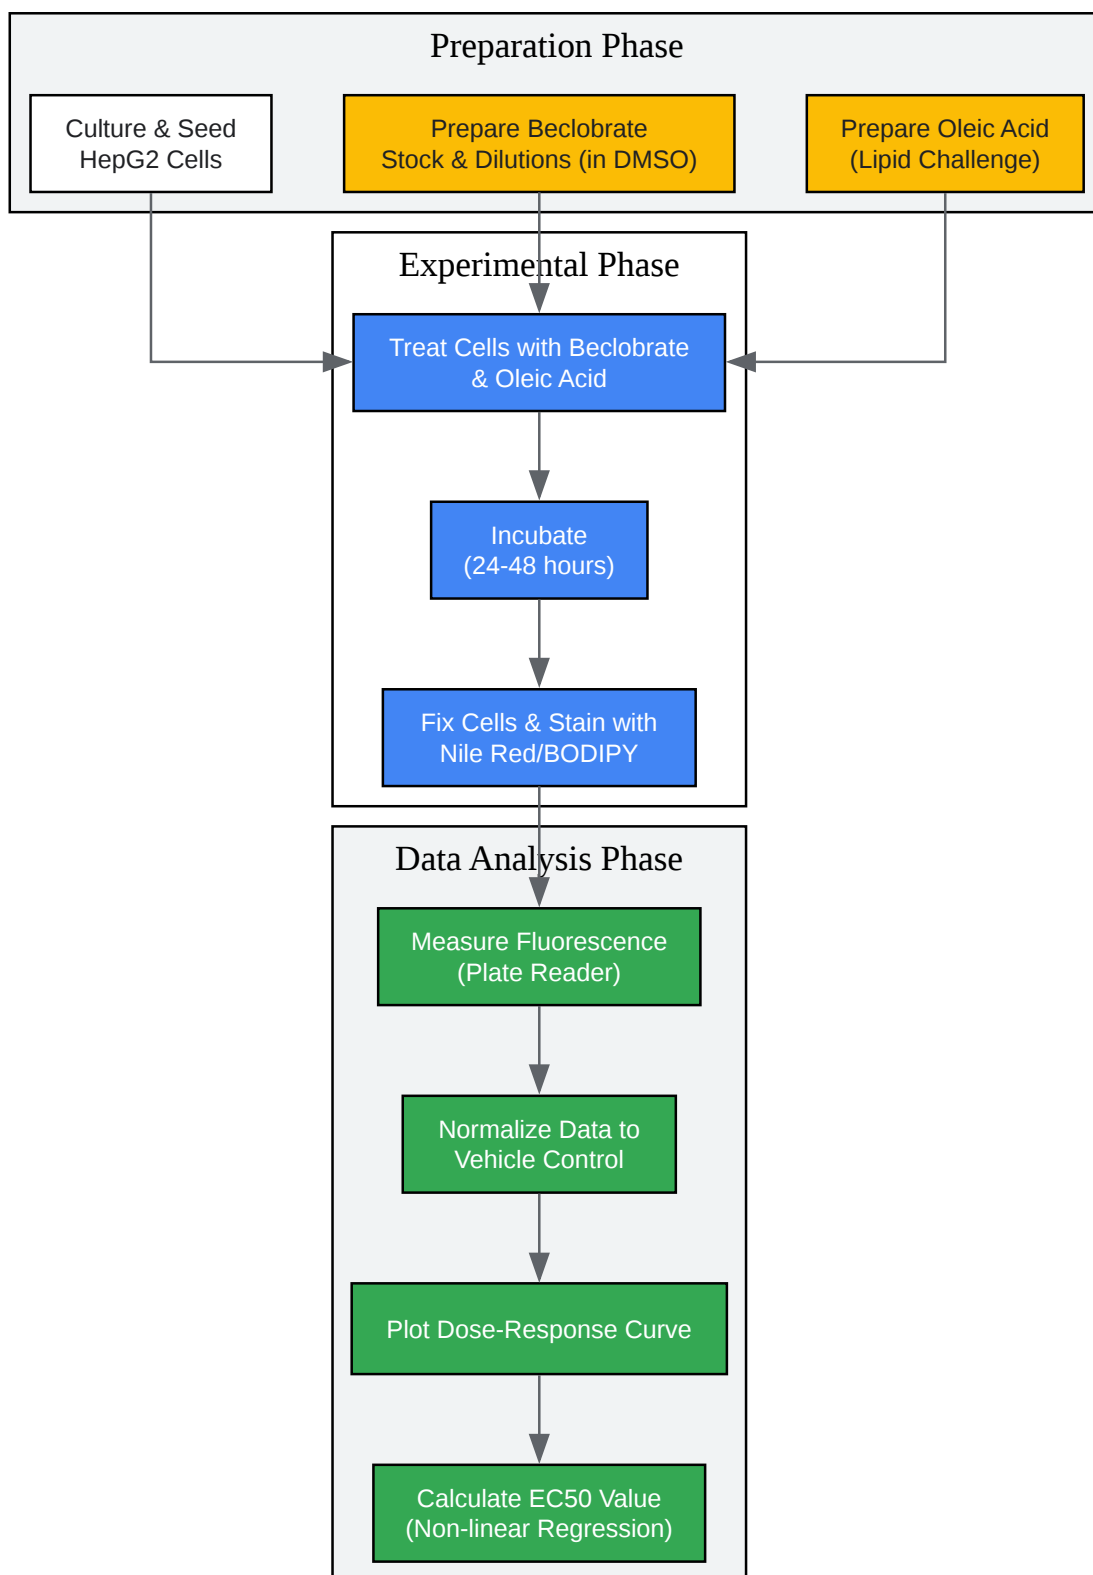 Preparation Phase
Culture & Seed
HepG2 Cells
Prepare Beclobrate
Stock & Dilutions (in DMSO)
Prepare Oleic Acid
(Lipid Challenge)
Experimental Phase
Treat Cells with Beclobrate
& Oleic Acid
Incubate
(24-48 hours)
Fix Cells & Stain with
Nile Red/BODIPY
Data Analysis Phase
Measure Fluorescence
(Plate Reader)
Normalize Data to
Vehicle Control
Plot Dose-Response Curve
Calculate EC50 Value
(Non-linear Regression)